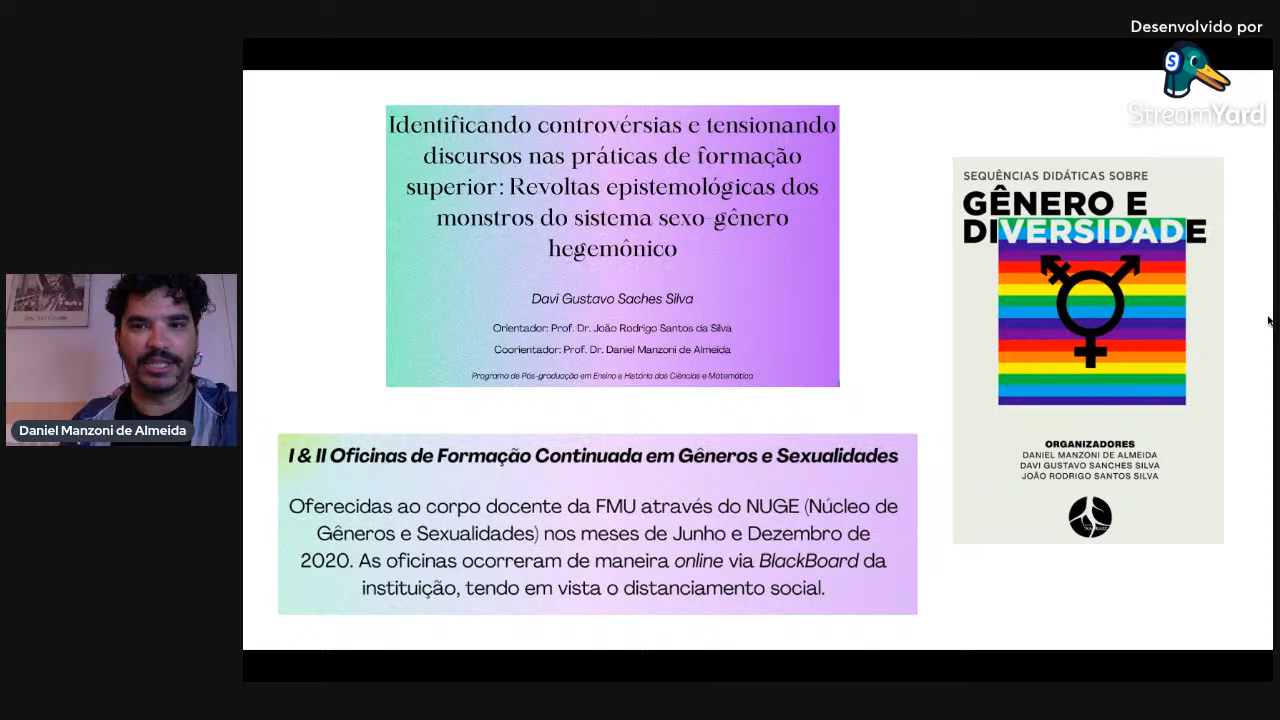 Desenvolvido por
S
StreamYard
Identificando controvérsias e tensionando
discursos nas práticas de formação
superior: Revoltas epistemológicas dos
monstros do sistema sexo-gênero
hegemônico
Davi Gustavo Saches Silva
Orientador: Prof. Dr. João Rodrigo Santos da Silva
Coorientador: Prof. Dr. Daniel Manzoni de Almeida
Programa de Pós-graduação em Ensino e História das Ciências e Matemática
I & II Oficinas de Formação Continuada em Gêneros e Sexualidades
Oferecidas ao corpo docente da FMU através do NUGE (Núcleo de
Gêneros e Sexualidades) nos meses de Junho e Dezembro de
2020. As oficinas ocorreram de maneira online via BlackBoard da
instituição, tendo em vista o distanciamento social.
SEQUÊNCIAS DIDÁTICAS SOBRE
GÊNERO E
DIVERSIDADE
ORGANIZADORES
DANIEL MANZONI DE ALMEIDA
DAVI GUSTAVO SANCHES SILVA
JOÃO RODRIGO SANTOS SILVA
Daniel Manzoni de Almeida